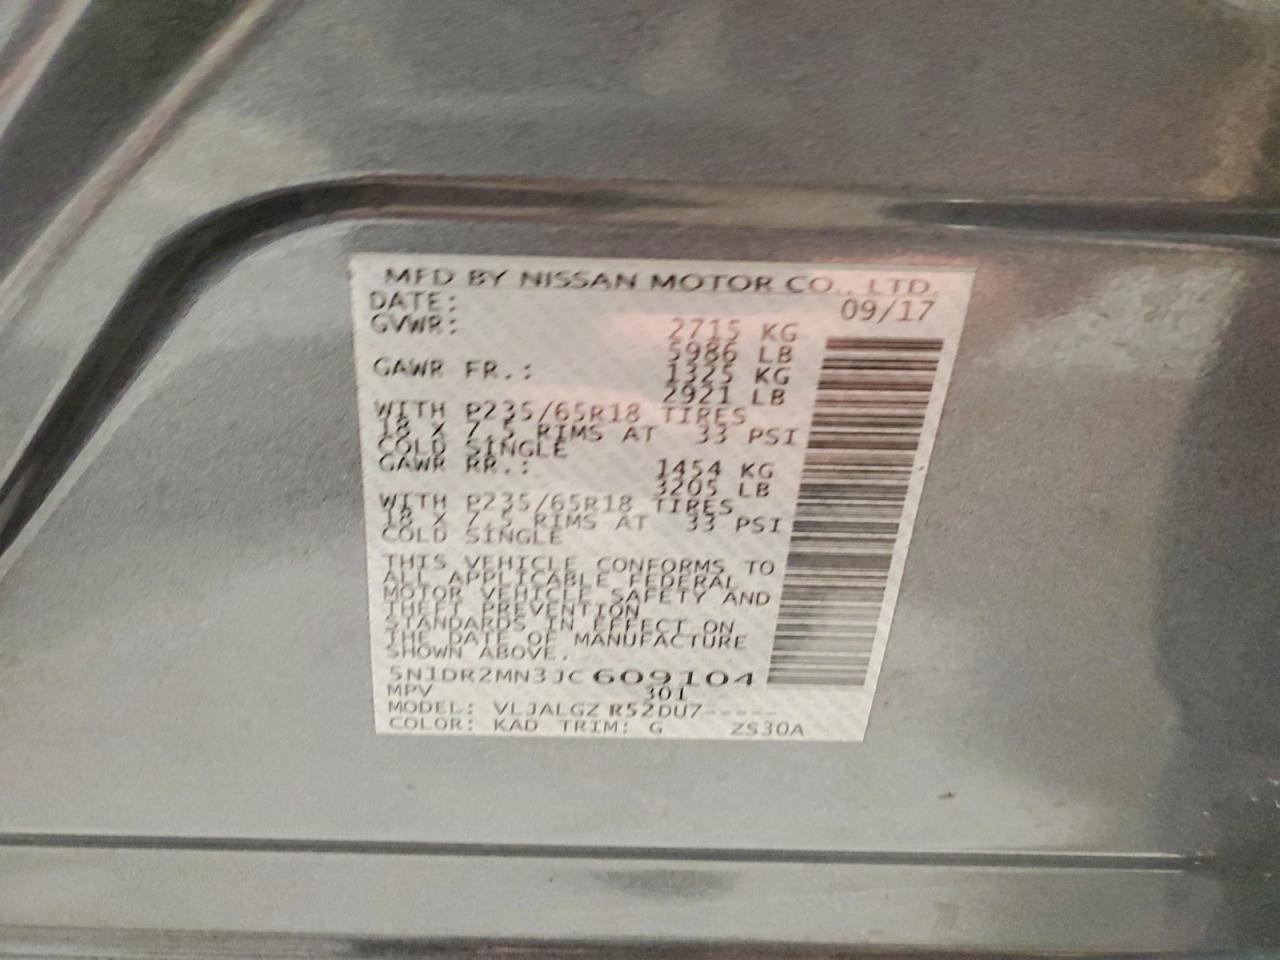 MFD BY NISSAN MOTOR CO., LTD.
DATE: 09/17
GVWR: 2715 KG
5986 LB
GAWR FR.: 1325 KG
2921 LB
WITH P235/65R18 TIRES
18 X 7.5 RIMS AT 33 PSI
COLD SINGLE
GAWR RR.: 1454 KG
3205 LB
WITH P235/65R18 TIRES
18 X 7.5 RIMS AT 33 PSI
COLD SINGLE
THIS VEHICLE CONFORMS TO
ALL APPLICABLE FEDERAL
MOTOR VEHICLE SAFETY AND
THEFT PREVENTION
STANDARDS IN EFFECT ON
THE DATE OF MANUFACTURE
SHOWN ABOVE.
5N1DR2MN3JC609104
MPV 301
MODEL: VLJALGZ R52DU7-----
COLOR: KAD TRIM: G ZS30A